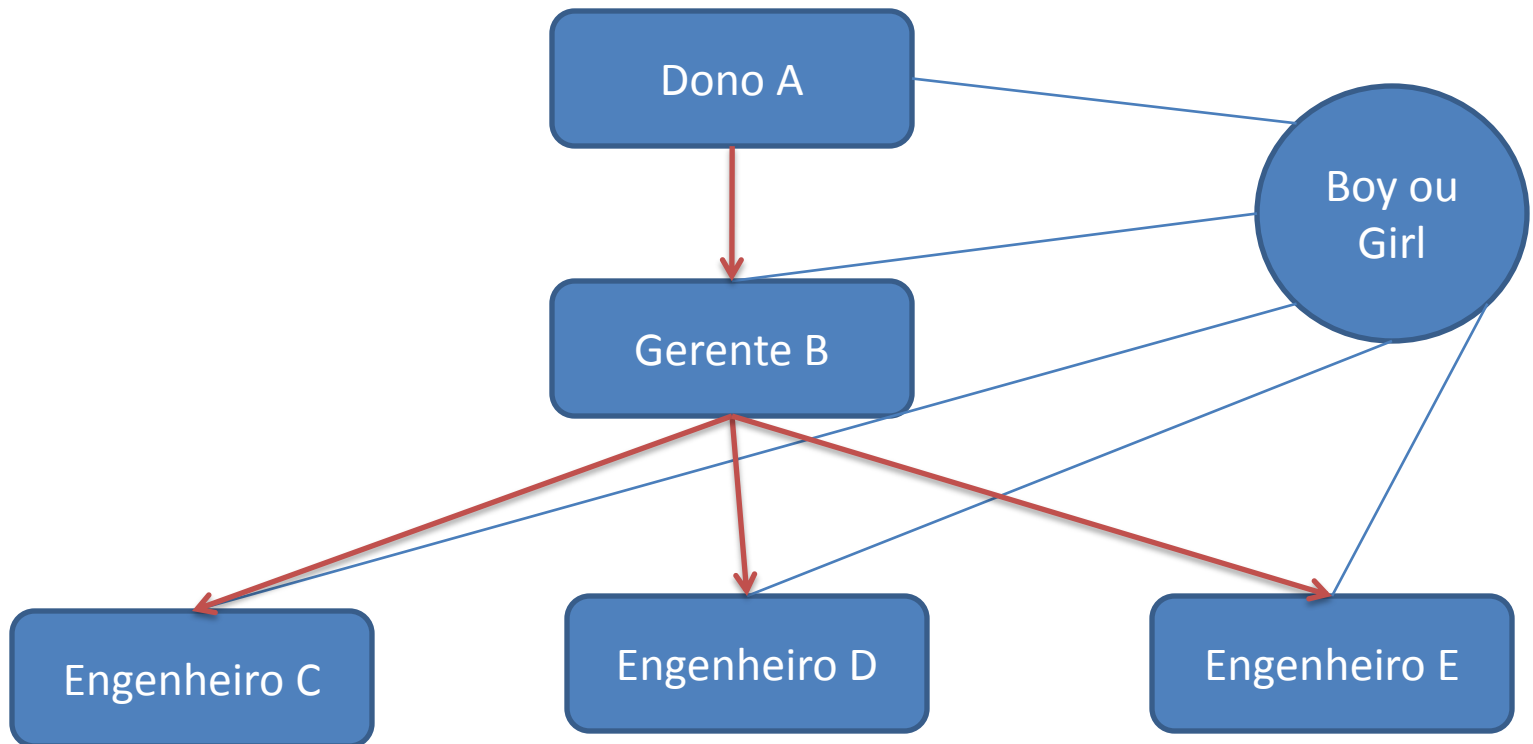 Dono A
Boy ou
Girl
Gerente B
Engenheiro C
Engenheiro D
Engenheiro E